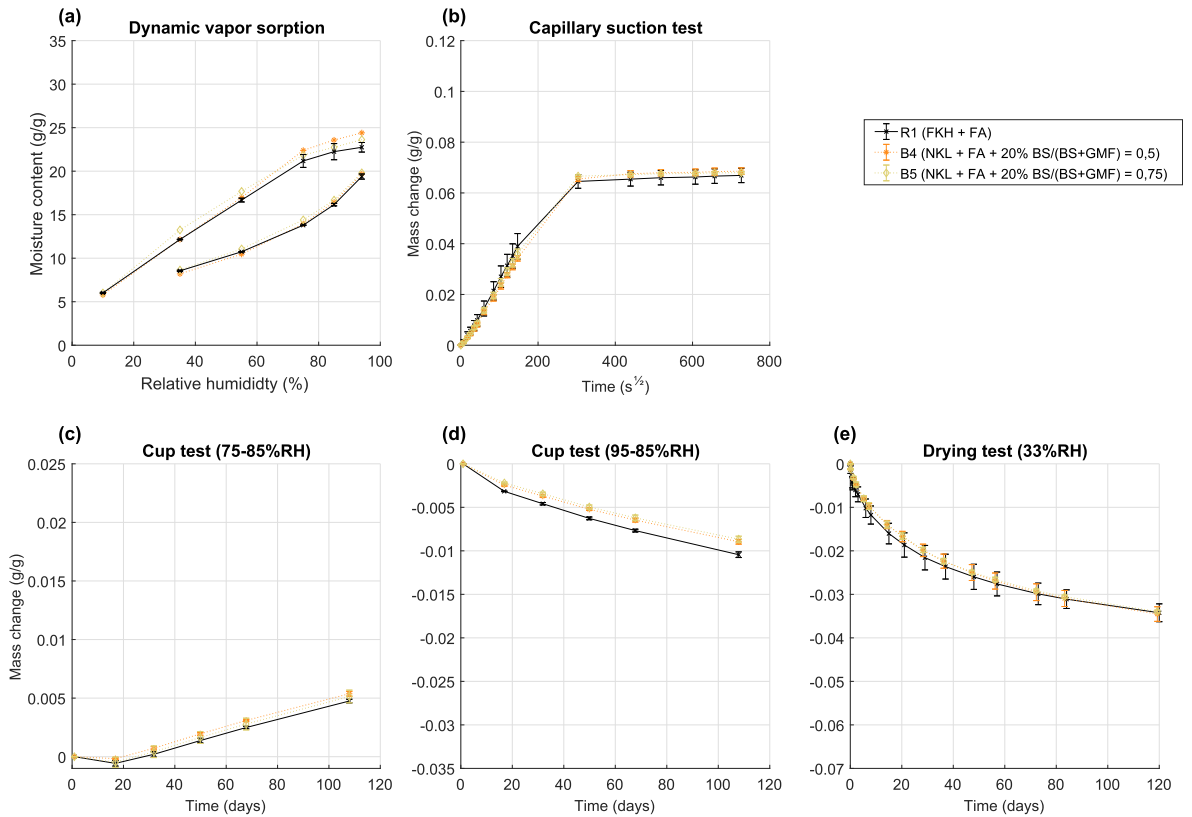 (a)
Dynamic vapor sorption
35
30
25
20
15
10
5
0
0 20 40 60 80 100
Moisture content (g/g)
Relative humididty (%)
(b)
Capillary suction test
0.12
0.1
0.08
0.06
0.04
0.02
0
0 200 400 600 800
Mass change (g/g)
Time (s½)
R1 (FKH + FA)
B4 (NKL + FA + 20% BS/(BS+GMF) = 0,5)
B5 (NKL + FA + 20% BS/(BS+GMF) = 0,75)
(c)
Cup test (75-85%RH)
0.025
0.02
0.015
0.01
0.005
0
0 20 40 60 80 100 120
Mass change (g/g)
Time (days)
(d)
Cup test (95-85%RH)
0
-0.005
-0.01
-0.015
-0.02
-0.025
-0.03
-0.035
0 20 40 60 80 100 120
Time (days)
(e)
Drying test (33%RH)
0
-0.01
-0.02
-0.03
-0.04
-0.05
-0.06
-0.07
0 20 40 60 80 100 120
Time (days)